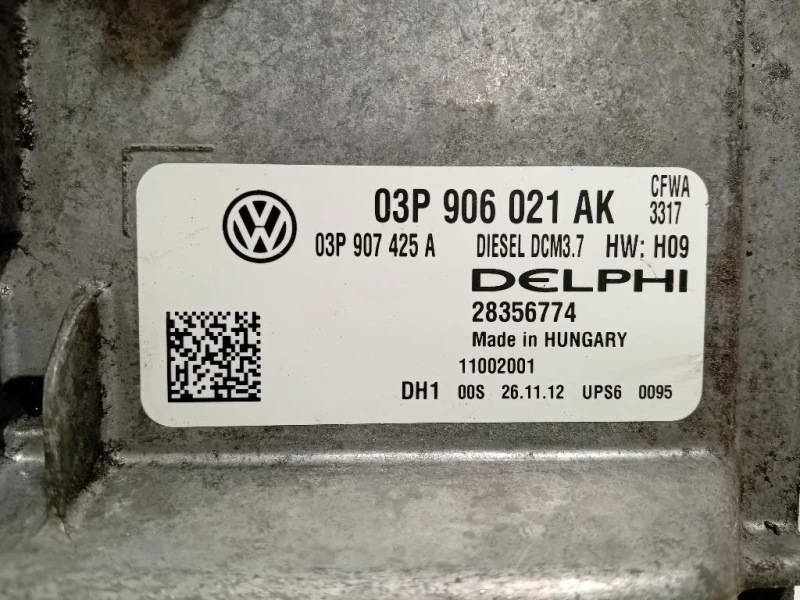 03P 906 021 AK CFWA 3317
03P 907 425 A DIESEL DCM3.7 HW: H09
DELPHI
28356774
Made in HUNGARY
11002001
DH1 00S 26.11.12 UPS6 0095